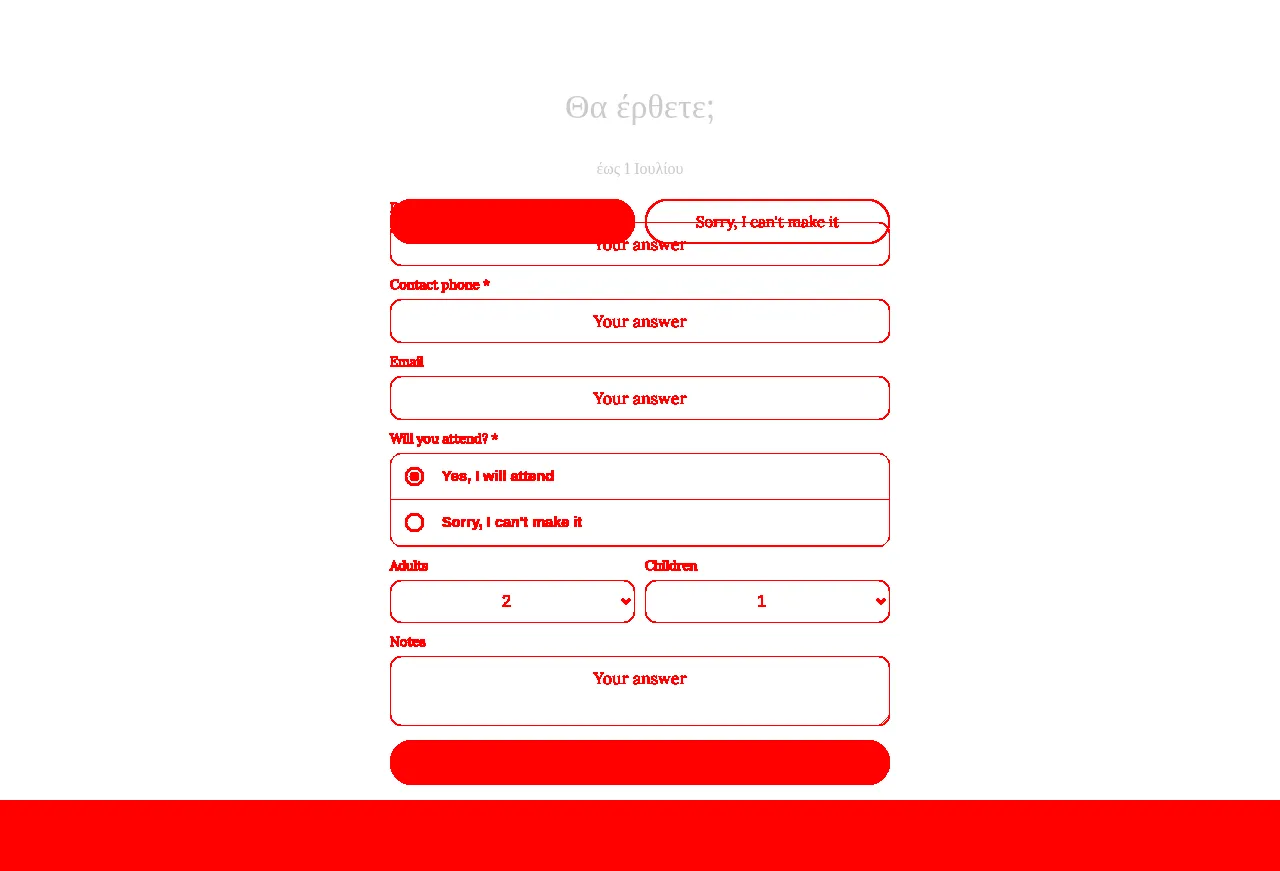 Θα έρθετε;
έως 1 Ιουλίου
Sorry, I can't make it
Your answer
Contact phone *
Your answer
Email
Your answer
Will you attend? *
Yes, I will attend
Sorry, I can't make it
Adults Children
2 1
Notes
Your answer